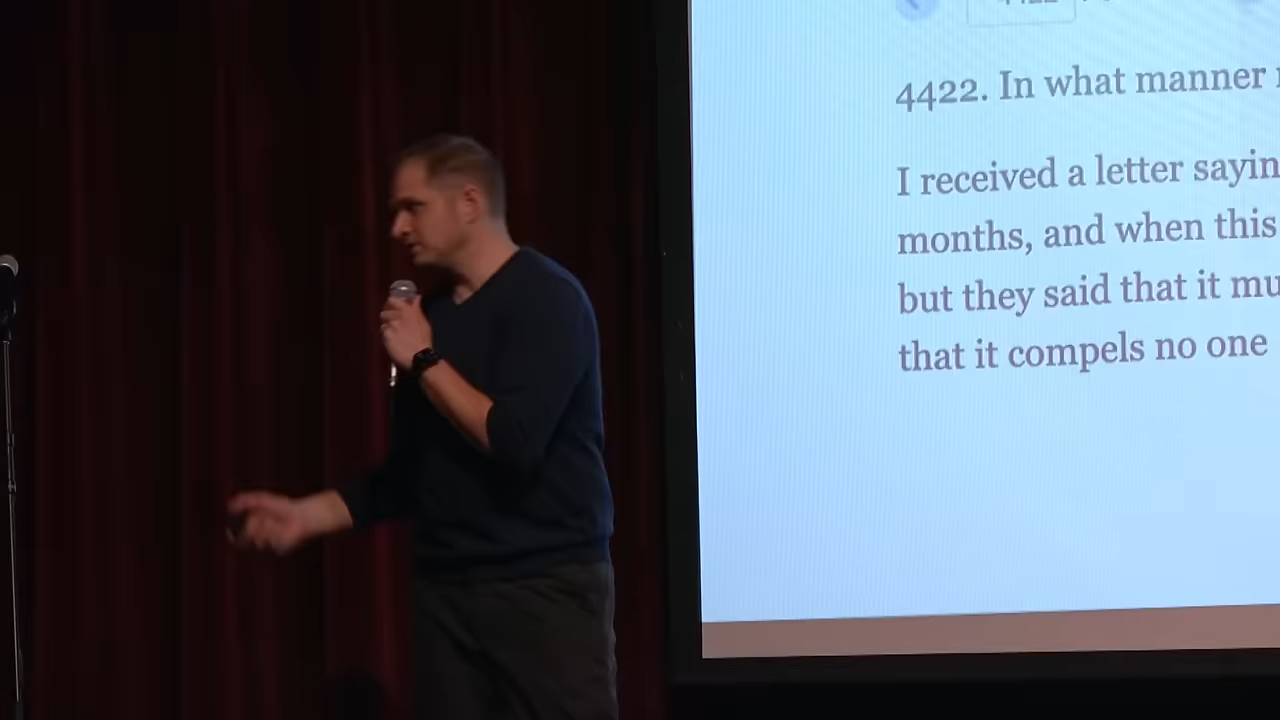 4422. In what manner
I received a letter sayin
months, and when this
but they said that it mu
that it compels no one